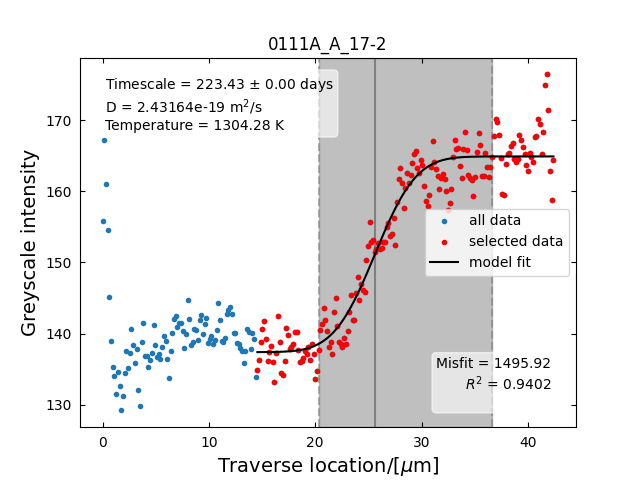 0111A_A_17-2
Timescale = 223.43 ± 0.00 days
D = 2.43164e-19 m²/s
Temperature = 1304.28 K
Greyscale intensity
170
160
150
140
130
all data
selected data
model fit
Misfit = 1495.92
R² = 0.9402
0 10 20 30 40
Traverse location/[μm]